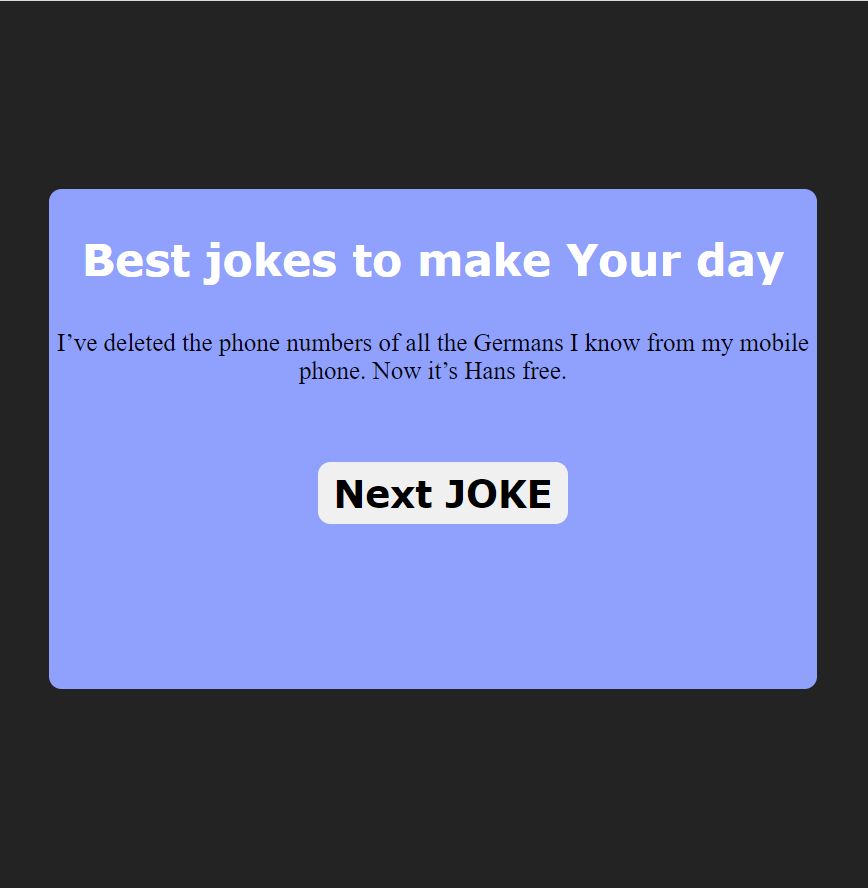 Best jokes to make Your day
I’ve deleted the phone numbers of all the Germans I know from my mobile
phone. Now it’s Hans free.
Next JOKE